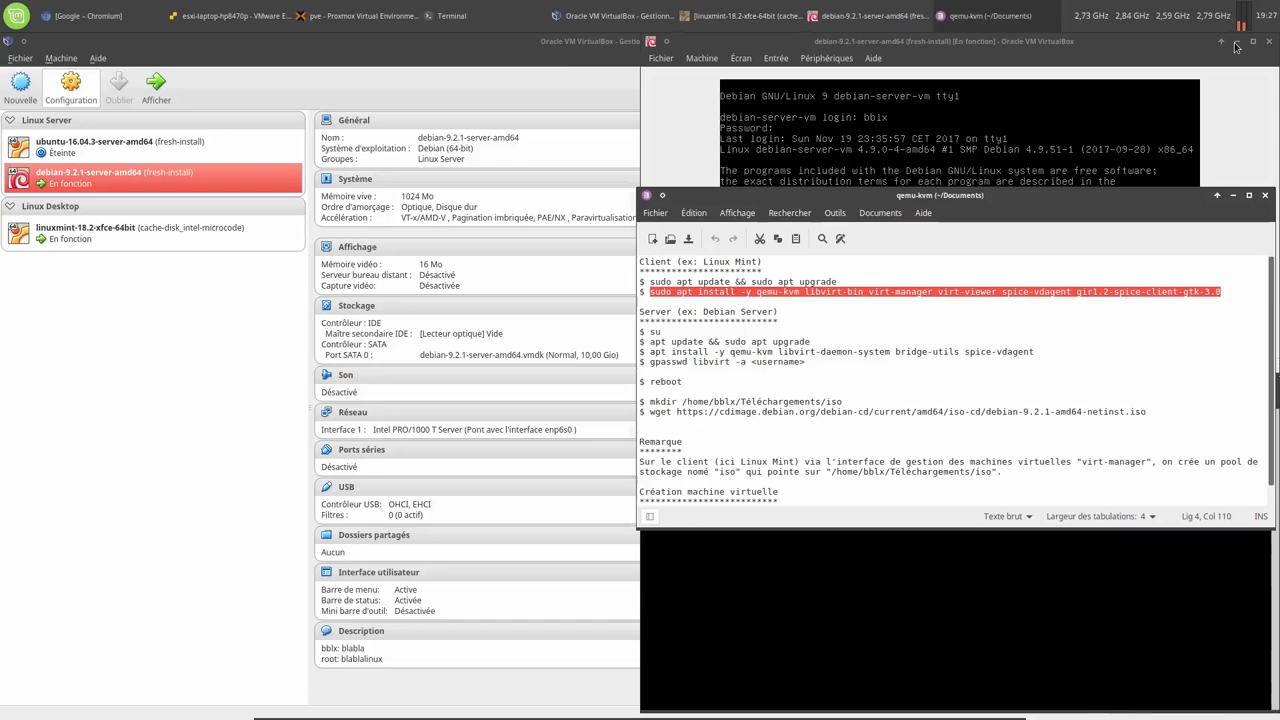 [Google – Chromium]
esxi-laptop-hp8470p - VMware E...
pve - Proxmox Virtual Environme...
Terminal
Oracle VM VirtualBox - Gestionn...
[linuxmint-18.2-xfce-64bit (cache...
debian-9.2.1-server-amd64 (fres...
qemu-kvm (~/Documents)
2,73 GHz 2,84 GHz 2,59 GHz 2,79 GHz
19:27
Oracle VM VirtualBox - Gestio
Fichier Machine Aide
Nouvelle Configuration Oublier Afficher
Linux Server
ubuntu-16.04.3-server-amd64 (fresh-install)
Éteinte
debian-9.2.1-server-amd64 (fresh-install)
En fonction
Linux Desktop
linuxmint-18.2-xfce-64bit (cache-disk_intel-microcode)
En fonction
Général
Nom : debian-9.2.1-server-amd64
Système d'exploitation : Debian (64-bit)
Groupes : Linux Server
Système
Mémoire vive : 1024 Mo
Ordre d'amorçage : Optique, Disque dur
Accélération : VT-x/AMD-V , Pagination imbriquée, PAE/NX , Paravirtualisation
Affichage
Mémoire vidéo : 16 Mo
Serveur bureau distant : Désactivé
Capture vidéo : Désactivée
Stockage
Contrôleur : IDE
Maître secondaire IDE : [Lecteur optique] Vide
Contrôleur : SATA
Port SATA 0 : debian-9.2.1-server-amd64.vmdk (Normal, 10,00 Gio)
Son
Désactivé
Réseau
Interface 1 : Intel PRO/1000 T Server (Pont avec l'interface enp6s0 )
Ports séries
Désactivé
USB
Contrôleur USB: OHCI, EHCI
Filtres : 0 (0 actif)
Dossiers partagés
Aucun
Interface utilisateur
Barre de menu: Active
Barre de status: Activée
Mini barre d'outil: Désactivée
Description
bblx: blabla
root: blablalinux
debian-9.2.1-server-amd64 (fresh-install) [En fonction] - Oracle VM VirtualBox
Fichier Machine Écran Entrée Périphériques Aide
Debian GNU/Linux 9 debian-server-vm tty1
debian-server-vm login: bblx
Password:
Last login: Sun Nov 19 23:35:57 CET 2017 on tty1
Linux debian-server-vm 4.9.0-4-amd64 #1 SMP Debian 4.9.51-1 (2017-09-28) x86_64
The programs included with the Debian GNU/Linux system are free software;
the exact distribution terms for each program are described in the
qemu-kvm (~/Documents)
Fichier Édition Affichage Rechercher Outils Documents Aide
Client (ex: Linux Mint)
***********************
$ sudo apt update && sudo apt upgrade
$ sudo apt install -y qemu-kvm libvirt-bin virt-manager virt-viewer spice-vdagent gir1.2-spice-client-gtk-3.0
Server (ex: Debian Server)
**************************
$ su
$ apt update && sudo apt upgrade
$ apt install -y qemu-kvm libvirt-daemon-system bridge-utils spice-vdagent
$ gpasswd libvirt -a <username>
$ reboot
$ mkdir /home/bblx/Téléchargements/iso
$ wget https://cdimage.debian.org/debian-cd/current/amd64/iso-cd/debian-9.2.1-amd64-netinst.iso
Remarque
********
Sur le client (ici Linux Mint) via l'interface de gestion des machines virtuelles "virt-manager", on crée un pool de
stockage nomé "iso" qui pointe sur "/home/bblx/Téléchargements/iso".
Création machine virtuelle
**************************
Texte brut Largeur des tabulations: 4 Lig 4, Col 110 INS